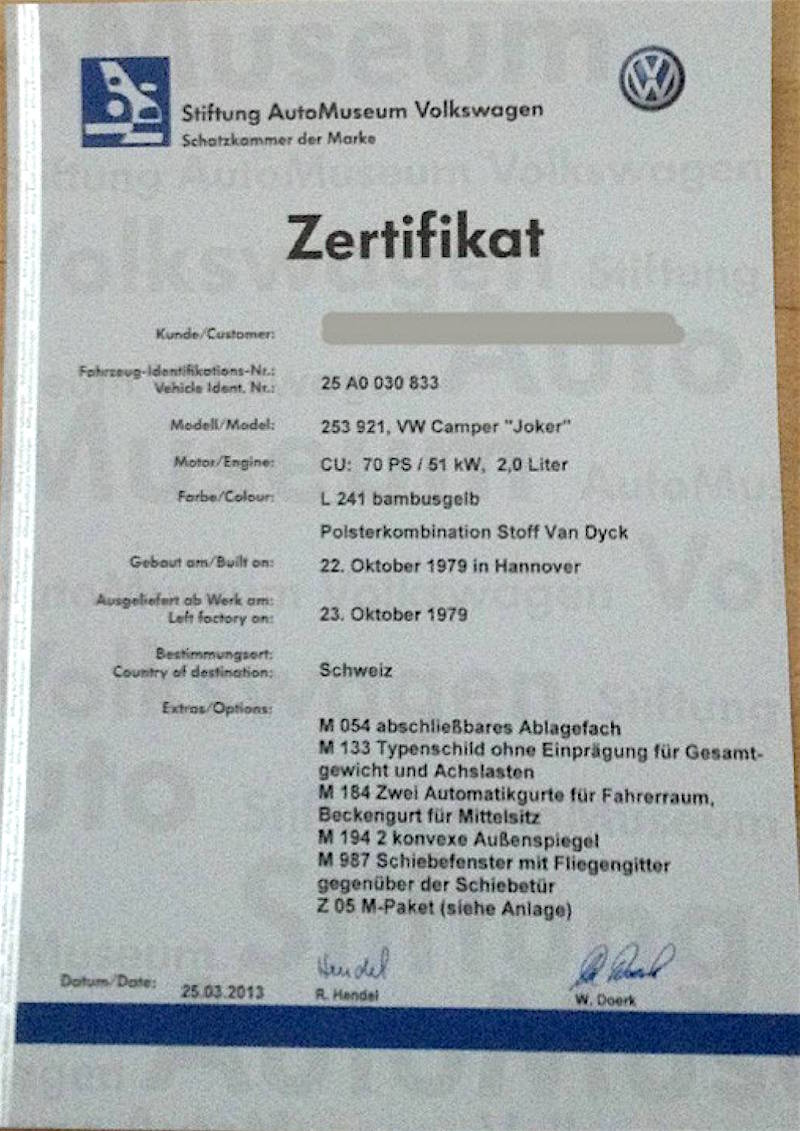 Stiftung AutoMuseum Volkswagen
Schatzkammer der Marke
Zertifikat
Kunde/Customer:
Fahrzeug-Identifikations-Nr.:
Vehicle Ident. Nr.: 25 A0 030 833
Modell/Model: 253 921, VW Camper "Joker"
Motor/Engine: CU: 70 PS / 51 kW, 2,0 Liter
Farbe/Colour: L 241 bambusgelb
Polsterkombination Stoff Van Dyck
Gebaut am/Built on: 22. Oktober 1979 in Hannover
Ausgeliefert ab Werk am:
Left factory on: 23. Oktober 1979
Bestimmungsort:
Country of destination: Schweiz
Extras/Options:
M 054 abschließbares Ablagefach
M 133 Typenschild ohne Einprägung für Gesamt-
gewicht und Achslasten
M 184 Zwei Automatikgurte für Fahrerraum,
Beckengurt für Mittelsitz
M 194 2 konvexe Außenspiegel
M 987 Schiebefenster mit Fliegengitter
gegenüber der Schiebetür
Z 05 M-Paket (siehe Anlage)
Datum/Date: 25.03.2013 R. Hendel W. Doerk